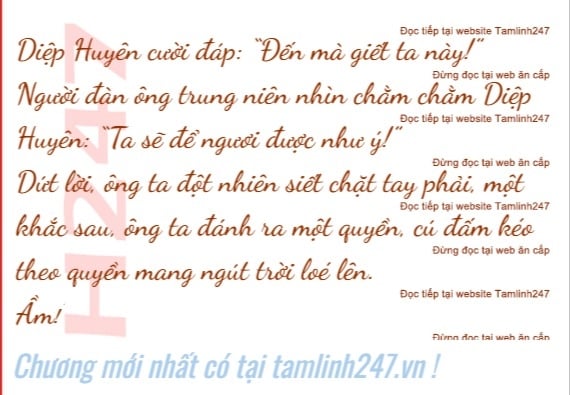 Đọc tiếp tại website Tamlinh247
Diệp Huyên cười đáp: “Đến mà giết ta này!”
Đừng đọc tại web ăn cắp
Người đàn ông trung niên nhìn chằm chằm Diệp
Đọc tiếp tại website Tamlinh247
Huyên: “Ta sẽ để ngươi được như ý!”
Đừng đọc tại web ăn cắp
Dứt lời, ông ta đột nhiên siết chặt tay phải, một
Đọc tiếp tại website Tamlinh247
khắc sau, ông ta đánh ra một quyền, cú đấm kéo
Đừng đọc tại web ăn cắp
theo quyền mang ngút trời loé lên.
Đọc tiếp tại website Tamlinh247
Ầm!
Đừng đọc tại web ăn cắp
H247
Chương mới nhất có tại tamlinh247.vn !